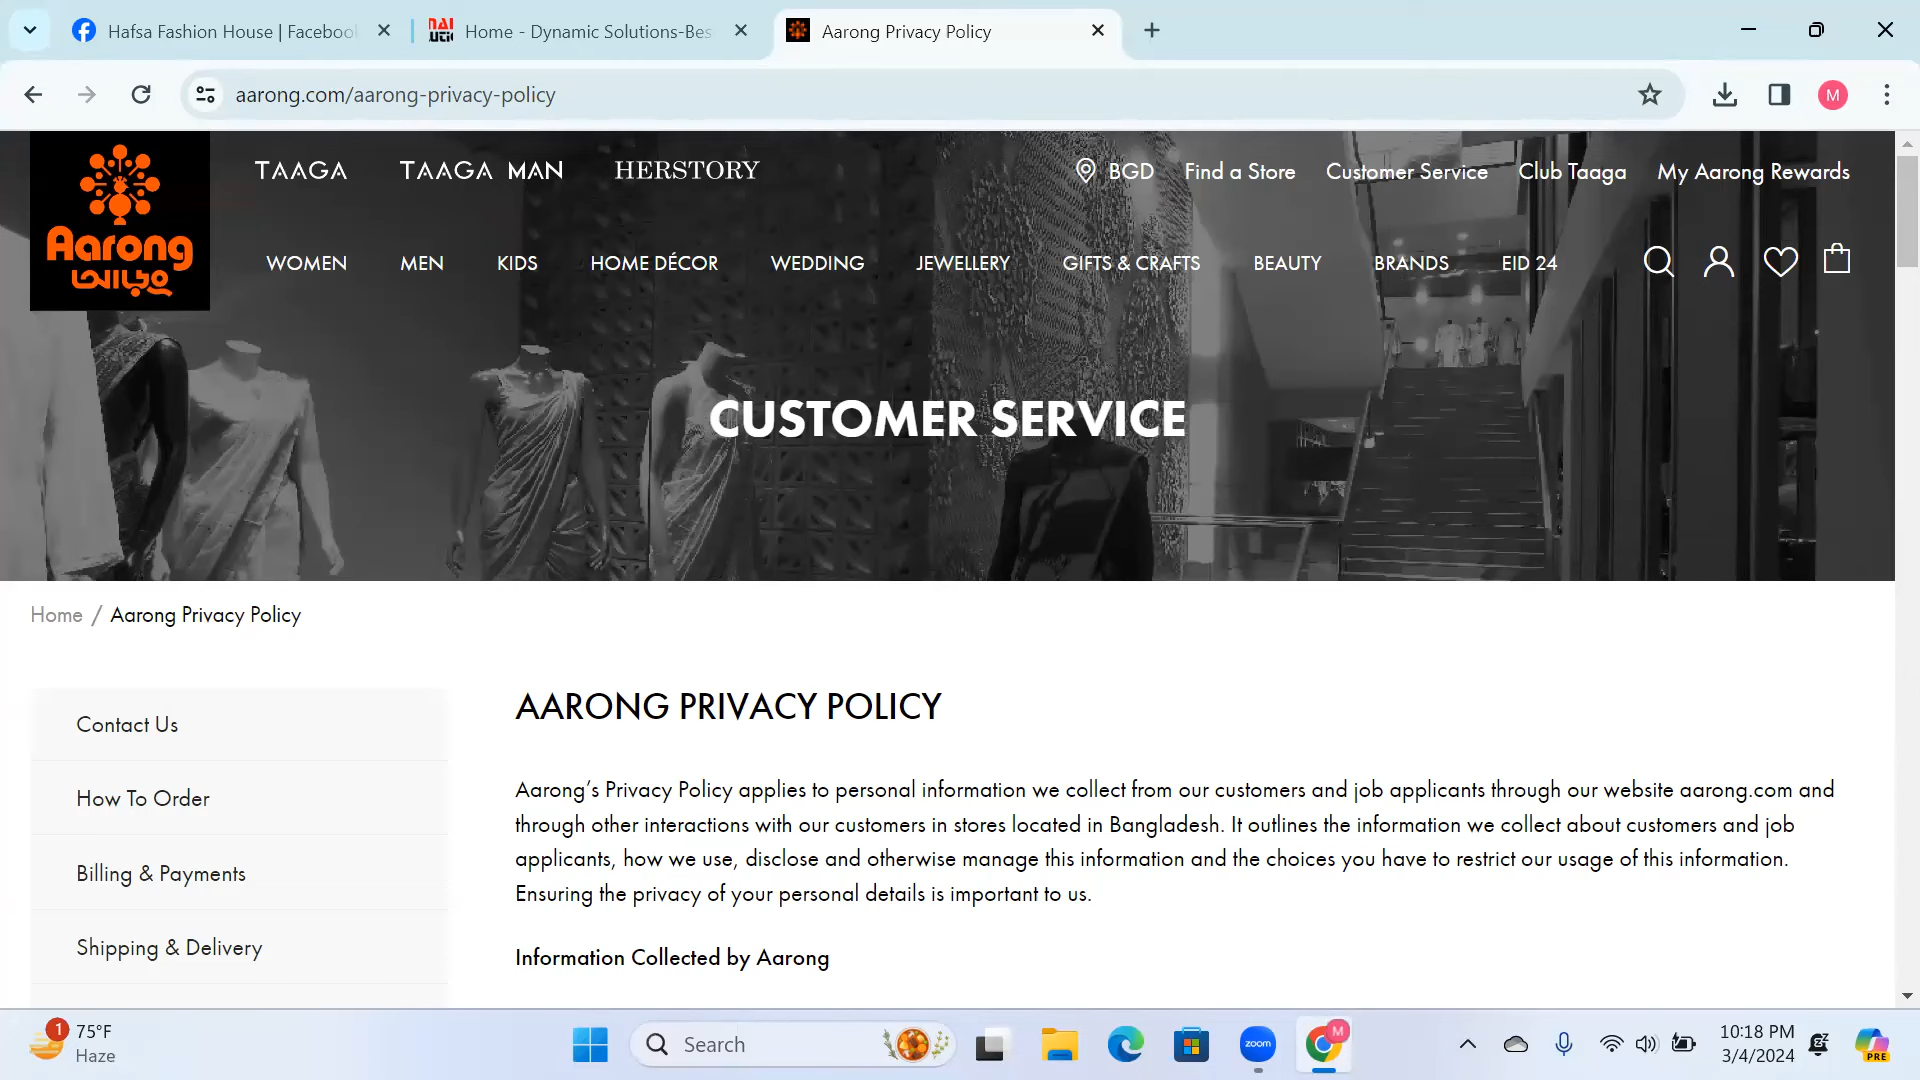 Hafsa Fashion House | Facebook
Home - Dynamic Solutions-Bes
Aarong Privacy Policy
aarong.com/aarong-privacy-policy
M
TAAGA
TAAGA MAN
HERSTORY
BGD
Find a Store
Customer Service
Club Taaga
My Aarong Rewards
Aarong
আড়ং
WOMEN
MEN
KIDS
HOME DÉCOR
WEDDING
JEWELLERY
GIFTS & CRAFTS
BEAUTY
BRANDS
EID 24
CUSTOMER SERVICE
Home / Aarong Privacy Policy
Contact Us
How To Order
Billing & Payments
Shipping & Delivery
AARONG PRIVACY POLICY
Aarong’s Privacy Policy applies to personal information we collect from our customers and job applicants through our website aarong.com and
through other interactions with our customers in stores located in Bangladesh. It outlines the information we collect about customers and job
applicants, how we use, disclose and otherwise manage this information and the choices you have to restrict our usage of this information.
Ensuring the privacy of your personal details is important to us.
Information Collected by Aarong
1
75°F
Haze
Search
zoom
M
10:18 PM
3/4/2024
PRE